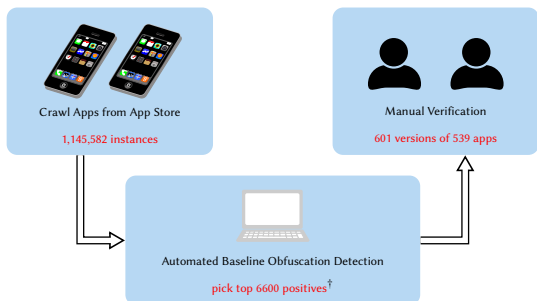 Crawl Apps from App Store
1,145,582 instances
Manual Verification
601 versions of 539 apps
Automated Baseline Obfuscation Detection
pick top 6600 positives†